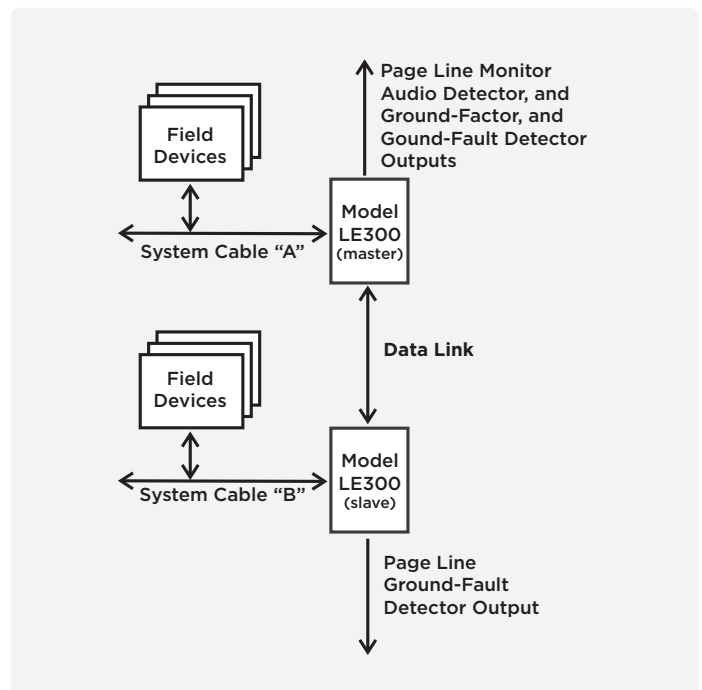 Page Line Monitor
Audio Detector, and
Ground-Factor, and
Gound-Fault Detector
Outputs
Field
Devices
Model
LE300
(master)
System Cable “A”
Data Link
Field
Devices
Model
LE300
(slave)
System Cable “B”
Page Line
Ground-Fault
Detector Output